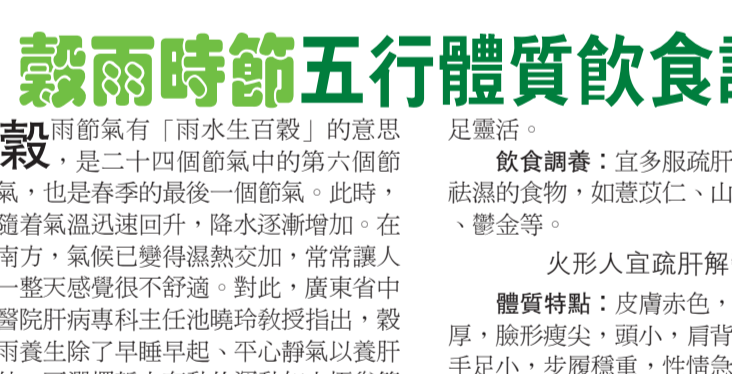 穀雨時節五行體質飲食
穀雨節氣有「雨水生百穀」的意思
，是二十四個節氣中的第六個節
氣，也是春季的最後一個節氣。此時，
隨着氣溫迅速回升，降水逐漸增加。在
南方，氣候已變得濕熱交加，常常讓人
一整天感覺很不舒適。對此，廣東省中
醫院肝病專科主任池曉玲教授指出，穀
雨養生除了早睡早起、平心靜氣以養肝
足靈活。
飲食調養：宜多服疏肝
祛濕的食物，如薏苡仁、山
、鬱金等。
火形人宜疏肝解
體質特點：皮膚赤色，
厚，臉形瘦尖，頭小，肩背
手足小，步履穩重，性情急